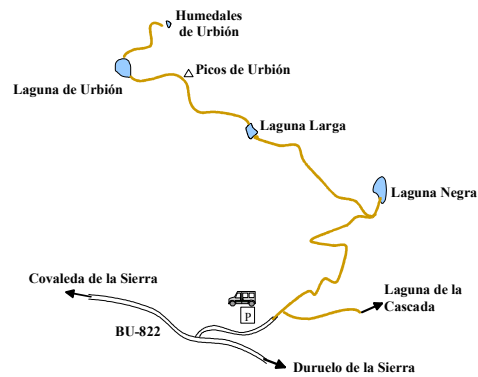 Humedales
de Urbión
Picos de Urbión
Laguna de Urbión
Laguna Larga
Laguna Negra
Covaleda de la Sierra
Laguna de la
Cascada
P
BU-822
Duruelo de la Sierra